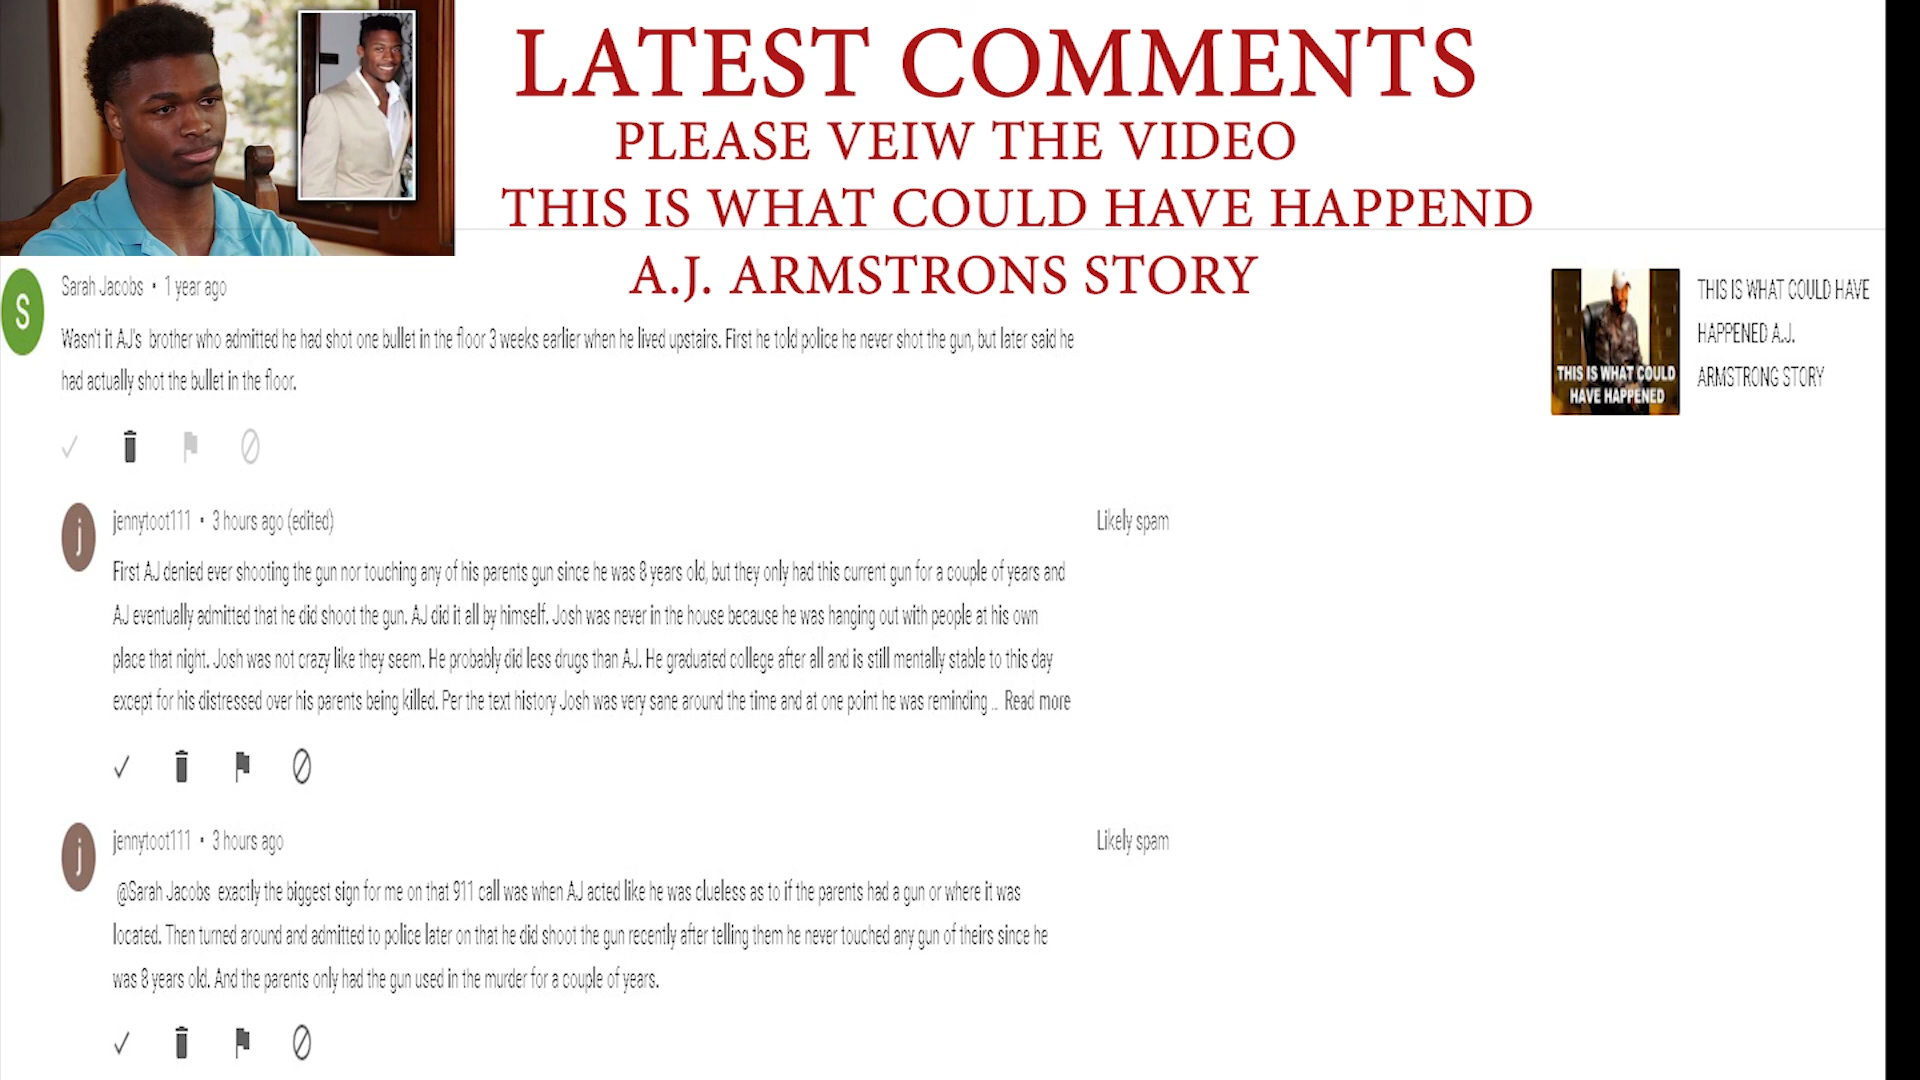 LATEST COMMENTS
PLEASE VEIW THE VIDEO
THIS IS WHAT COULD HAVE HAPPEND
A.J. ARMSTRONS STORY
S
Sarah Jacobs • 1 year ago
Wasn't it AJ's brother who admitted he had shot one bullet in the floor 3 weeks earlier when he lived upstairs. First he told police he never shot the gun, but later said he
had actually shot the bullet in the floor.
THIS IS WHAT COULD
HAVE HAPPENED
THIS IS WHAT COULD HAVE
HAPPENED A.J.
ARMSTRONG STORY
j
jennytoot111 • 3 hours ago (edited)
Likely spam
First AJ denied ever shooting the gun nor touching any of his parents gun since he was 8 years old, but they only had this current gun for a couple of years and
AJ eventually admitted that he did shoot the gun. AJ did it all by himself. Josh was never in the house because he was hanging out with people at his own
place that night. Josh was not crazy like they seem. He probably did less drugs than AJ. He graduated college after all and is still mentally stable to this day
except for his distressed over his parents being killed. Per the text history Josh was very sane around the time and at one point he was reminding ... Read more
j
jennytoot111 • 3 hours ago
Likely spam
@Sarah Jacobs exactly the biggest sign for me on that 911 call was when AJ acted like he was clueless as to if the parents had a gun or where it was
located. Then turned around and admitted to police later on that he did shoot the gun recently after telling them he never touched any gun of theirs since he
was 8 years old. And the parents only had the gun used in the murder for a couple of years.